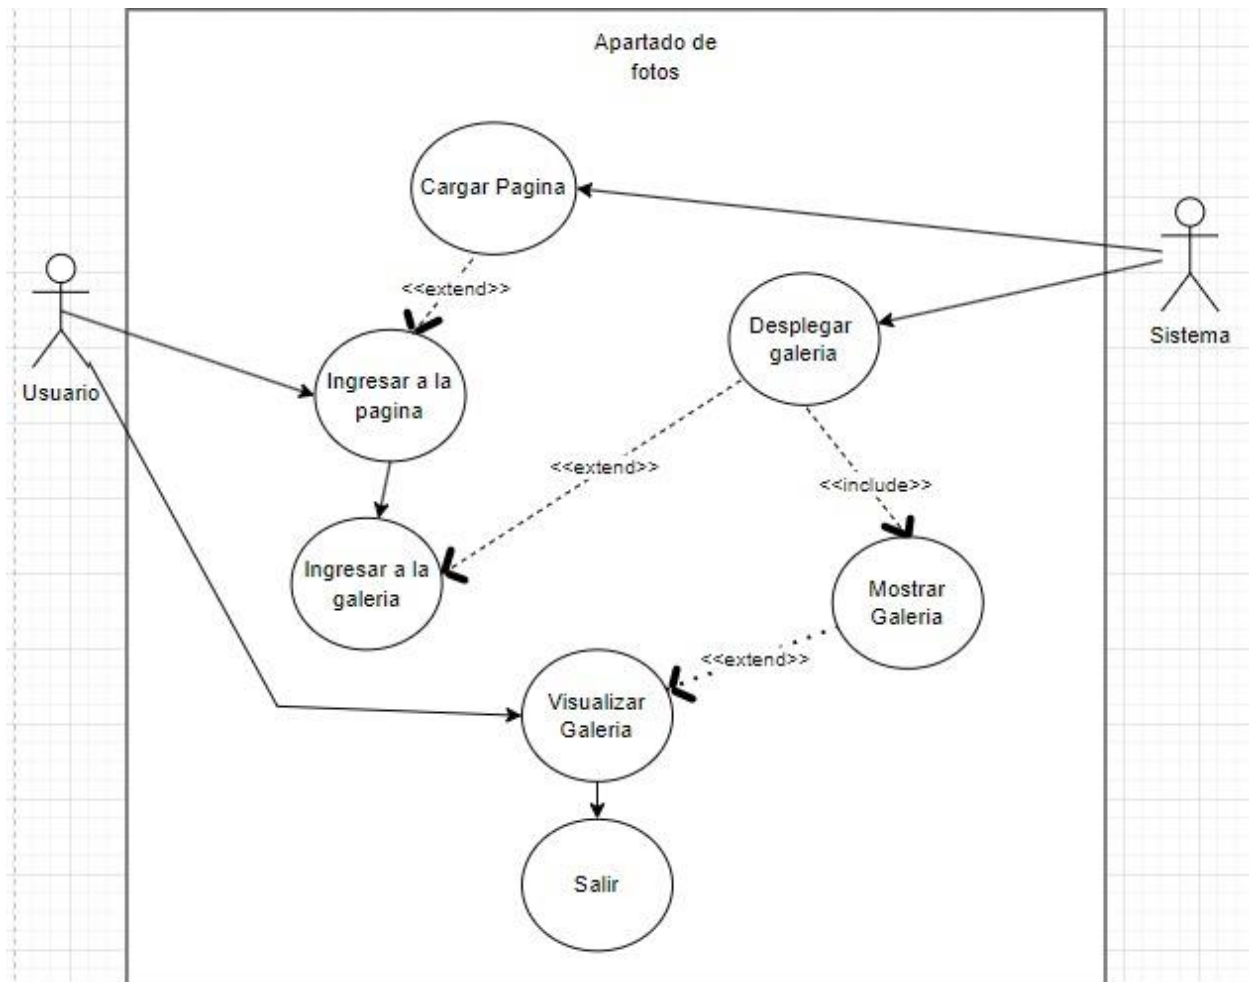 Apartado de
fotos
Cargar Pagina
<<extend>>
Desplegar
galeria
Sistema
Usuario
Ingresar a la
pagina
<<extend>>
<<include>>
Ingresar a la
galeria
Mostrar
Galeria
<<extend>>
Visualizar
Galeria
Salir